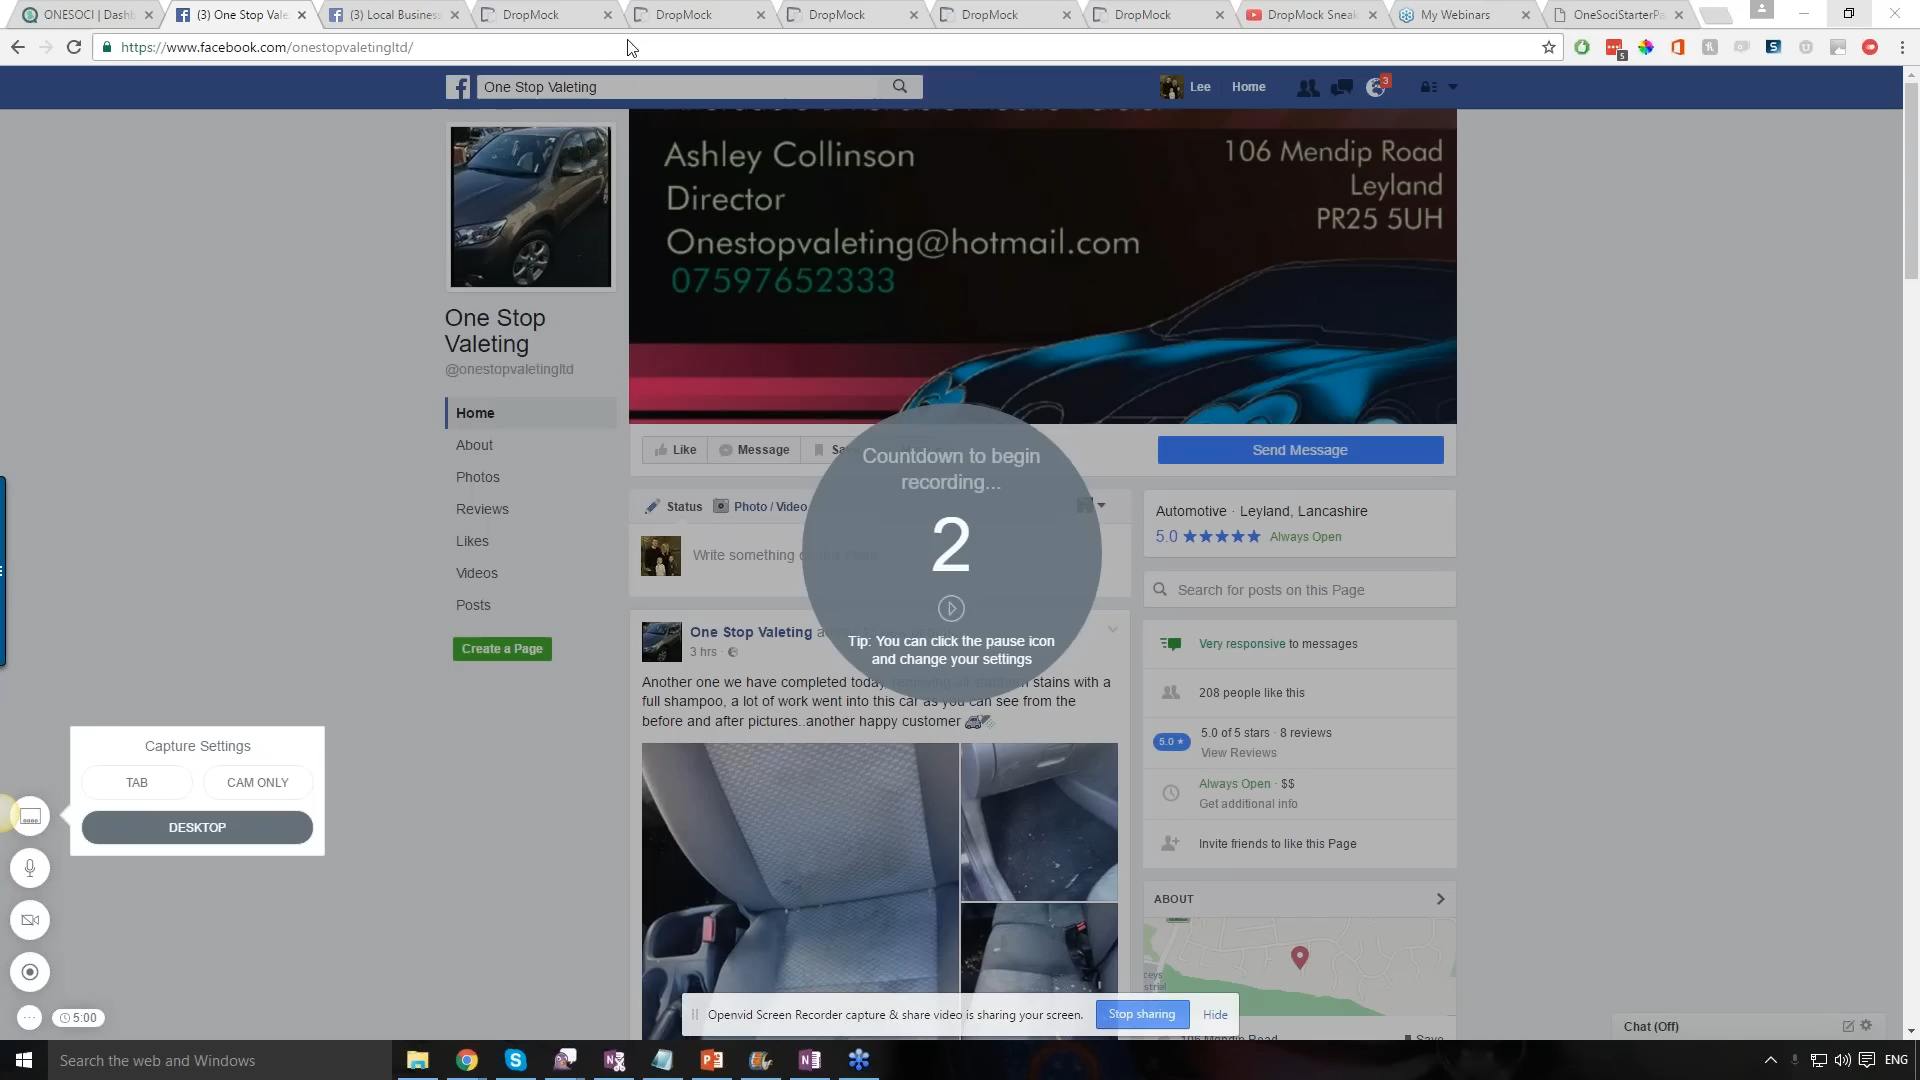 ONESOCI | Dash
(3) One Stop Vale
(3) Local Business
DropMock
DropMock
DropMock
DropMock
DropMock
DropMock Sneak
My Webinars
OneSociStarterPa
https://www.facebook.com/onestopvaletingltd/
One Stop Valeting
Lee
Home
3
Ashley Collinson
Director
Onestopvaleting@hotmail.com
07597652333
106 Mendip Road
Leyland
PR25 5UH
One Stop
Valeting
@onestopvaletingltd
Home
About
Photos
Reviews
Likes
Videos
Posts
Create a Page
Like
Message
Send Message
Status
Photo / Video
Write something
Countdown to begin
recording...
2
Tip: You can click the pause icon
and change your settings
Automotive · Leyland, Lancashire
5.0 ★★★★★ Always Open
Search for posts on this Page
One Stop Valeting
3 hrs ·
Another one we have completed today, stains with a
full shampoo, a lot of work went into this car as you can see from the
before and after pictures..another happy customer
Very responsive to messages
208 people like this
5.0 ★
5.0 of 5 stars · 8 reviews
View Reviews
Always Open · $$
Get additional info
Invite friends to like this Page
ABOUT
106 Mendip Road
Save
Capture Settings
TAB
CAM ONLY
DESKTOP
5:00
Openvid Screen Recorder capture & share video is sharing your screen.
Stop sharing
Hide
Chat (Off)
Search the web and Windows
ENG